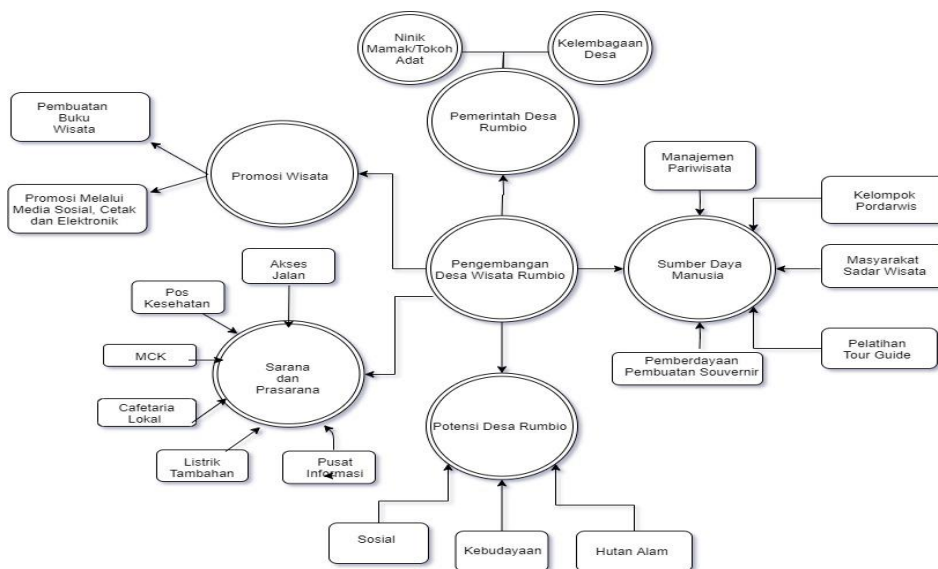 Ninik
Mamak/Tokoh
Adat
Kelembagaan
Desa
Pemerintah Desa
Rumbio
Pembuatan
Buku
Wisata
Promosi Melalui
Media Sosial, Cetak
dan Elektronik
Promosi Wisata
Manajemen
Pariwisata
Kelompok
Pordarwis
Masyarakat
Sadar Wisata
Pelatihan
Tour Guide
Pemberdayaan
Pembuatan Souvernir
Sumber Daya
Manusia
Pengembangan
Desa Wisata Rumbio
Akses
Jalan
Pos
Kesehatan
MCK
Cafetaria
Lokal
Listrik
Tambahan
Pusat
Informasi
Sarana
dan
Prasarana
Potensi Desa Rumbio
Sosial
Kebudayaan
Hutan Alam